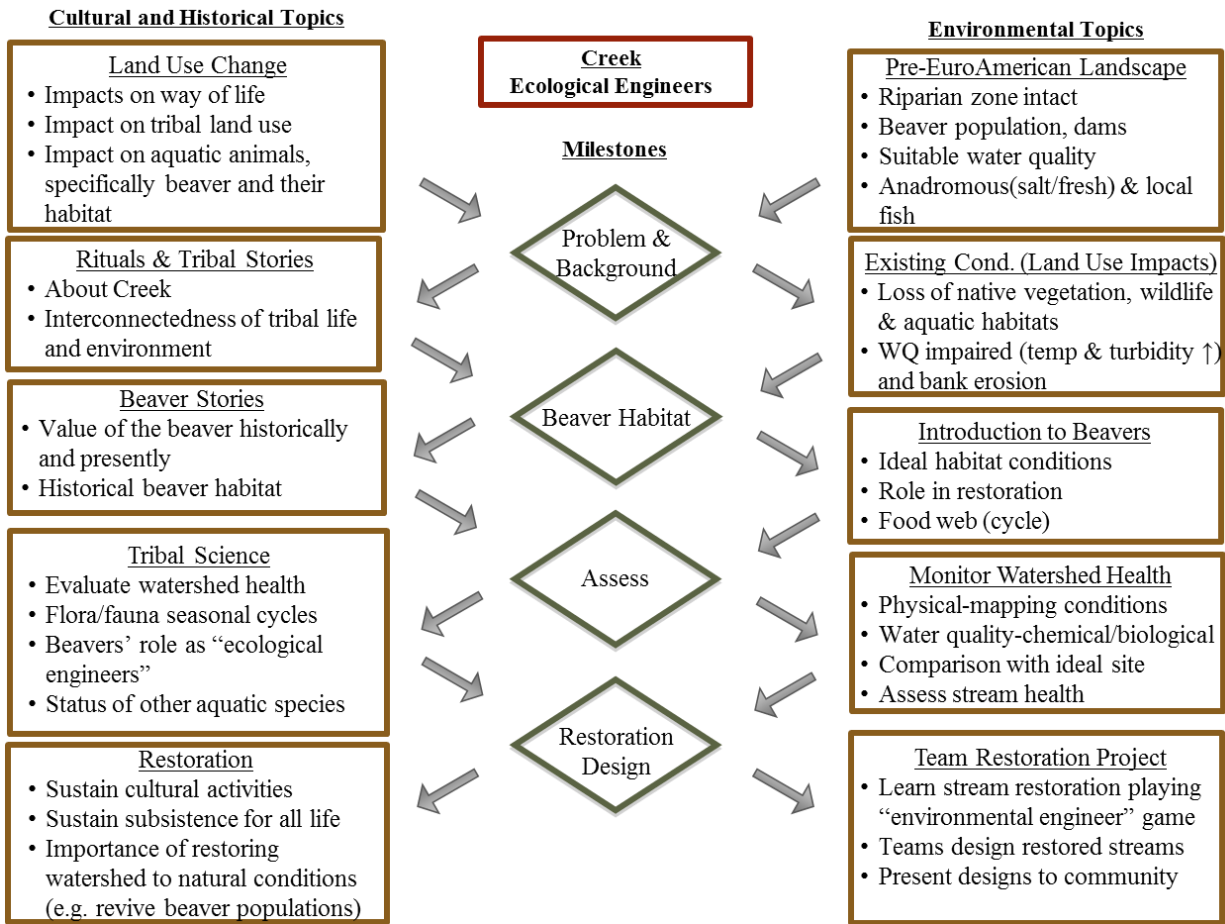 Cultural and Historical Topics
Land Use Change
• Impacts on way of life
• Impact on tribal land use
• Impact on aquatic animals,
specifically beaver and their
habitat
Rituals & Tribal Stories
• About Creek
• Interconnectedness of tribal life
and environment
Beaver Stories
• Value of the beaver historically
and presently
• Historical beaver habitat
Tribal Science
• Evaluate watershed health
• Flora/fauna seasonal cycles
• Beavers’ role as “ecological
engineers”
• Status of other aquatic species
Restoration
• Sustain cultural activities
• Sustain subsistence for all life
• Importance of restoring
watershed to natural conditions
(e.g. revive beaver populations)
Creek
Ecological Engineers
Milestones
Problem &
Background
Beaver Habitat
Assess
Restoration
Design
Environmental Topics
Pre-EuroAmerican Landscape
• Riparian zone intact
• Beaver population, dams
• Suitable water quality
• Anadromous(salt/fresh) & local
fish
Existing Cond. (Land Use Impacts)
• Loss of native vegetation, wildlife
& aquatic habitats
• WQ impaired (temp & turbidity ↑)
and bank erosion
Introduction to Beavers
• Ideal habitat conditions
• Role in restoration
• Food web (cycle)
Monitor Watershed Health
• Physical-mapping conditions
• Water quality-chemical/biological
• Comparison with ideal site
• Assess stream health
Team Restoration Project
• Learn stream restoration playing
“environmental engineer” game
• Teams design restored streams
• Present designs to community